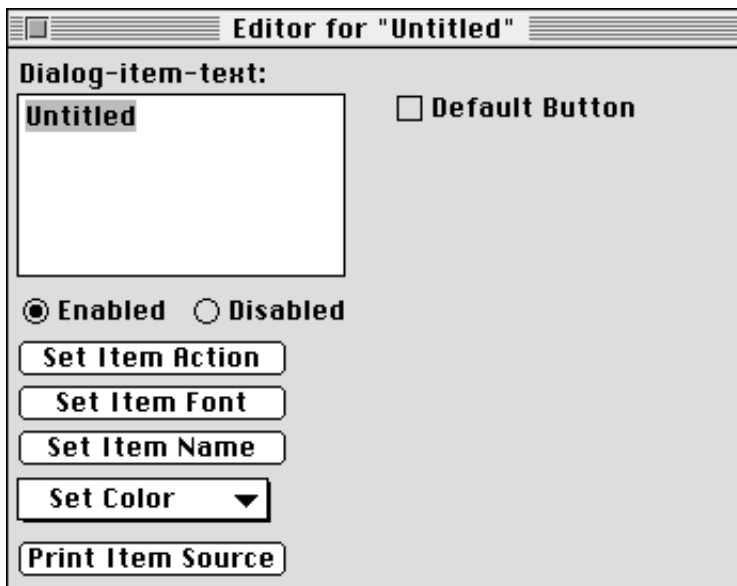 Editor for "Untitled"
Dialog-item-text:
Untitled
Default Button
Enabled Disabled
Set Item Action
Set Item Font
Set Item Name
Set Color
Print Item Source